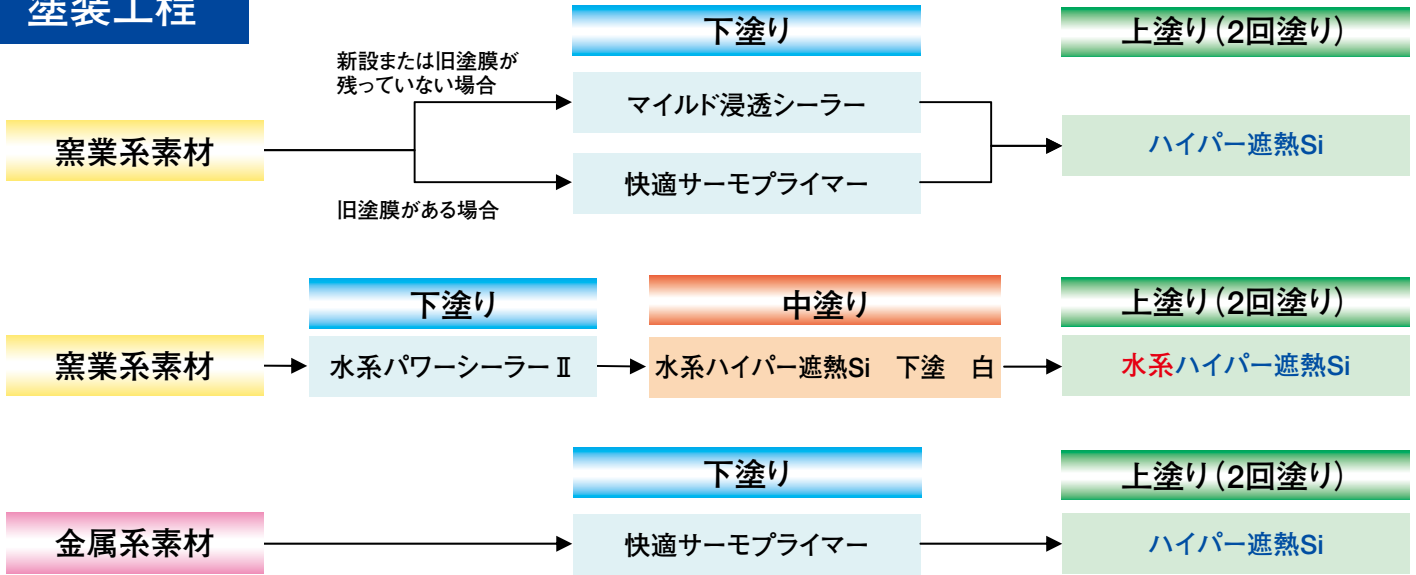 塗装工程
下塗り
上塗り(2回塗り)
新設または旧塗膜が
残っていない場合
マイルド浸透シーラー
窯業系素材
ハイパー遮熱Si
快適サーモプライマー
旧塗膜がある場合
下塗り
中塗り
上塗り(2回塗り)
窯業系素材
水系パワーシーラーⅡ
水系ハイパー遮熱Si 下塗 白
水系ハイパー遮熱Si
下塗り
上塗り(2回塗り)
金属系素材
快適サーモプライマー
ハイパー遮熱Si